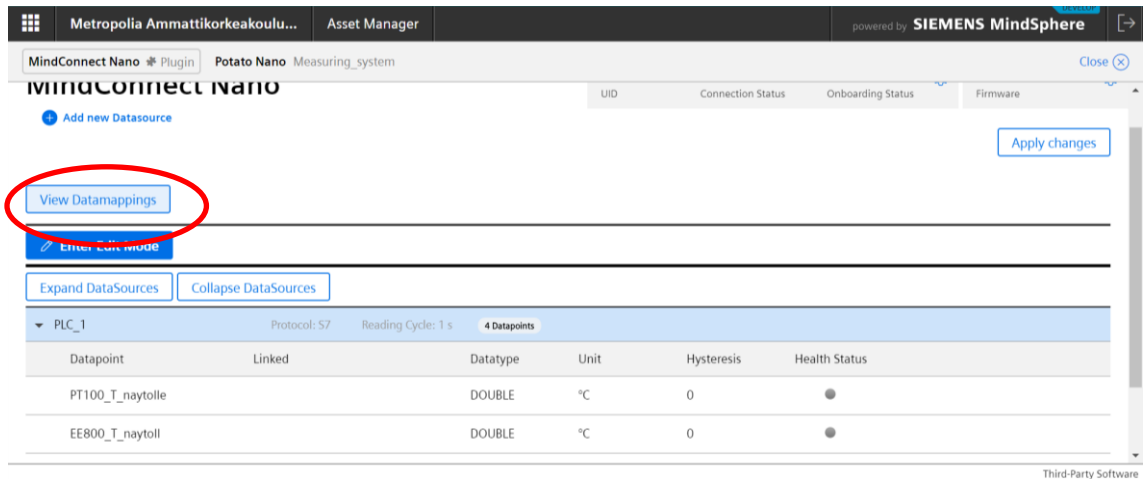 Metropolia Ammattikorkeakoulu... Asset Manager DEVELOP powered by SIEMENS MindSphere
MindConnect Nano Plugin Potato Nano Measuring_system Close
MindConnect Nano
UID Connection Status Onboarding Status Firmware
Add new Datasource
Apply changes
View Datamappings
Enter Edit Mode
Expand DataSources Collapse DataSources
PLC_1 Protocol: S7 Reading Cycle: 1 s 4 Datapoints
Datapoint Linked Datatype Unit Hysteresis Health Status
PT100_T_naytolle DOUBLE °C 0
EE800_T_naytoll DOUBLE °C 0
Third-Party Software